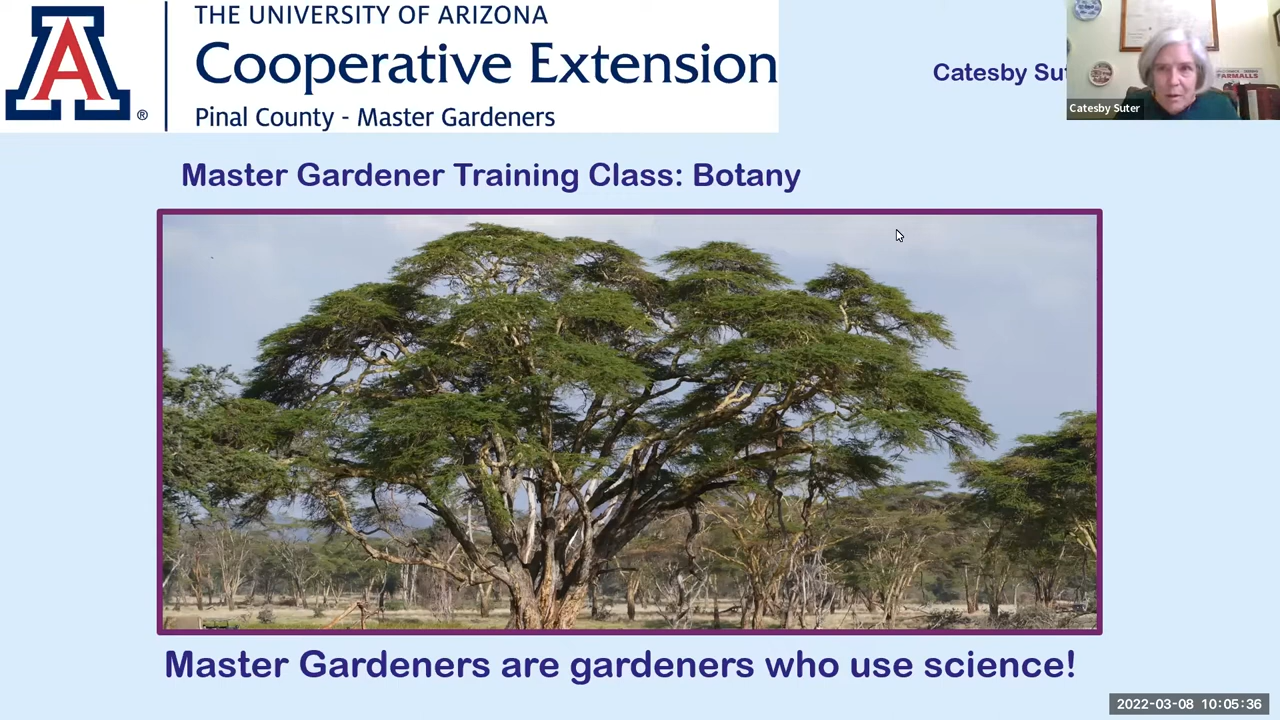 THE UNIVERSITY OF ARIZONA
Cooperative Extension
Pinal County - Master Gardeners
A
®
Catesby Su
Catesby Suter
FARMALLS
Master Gardener Training Class: Botany
Master Gardeners are gardeners who use science!
2022-03-08 10:05:36